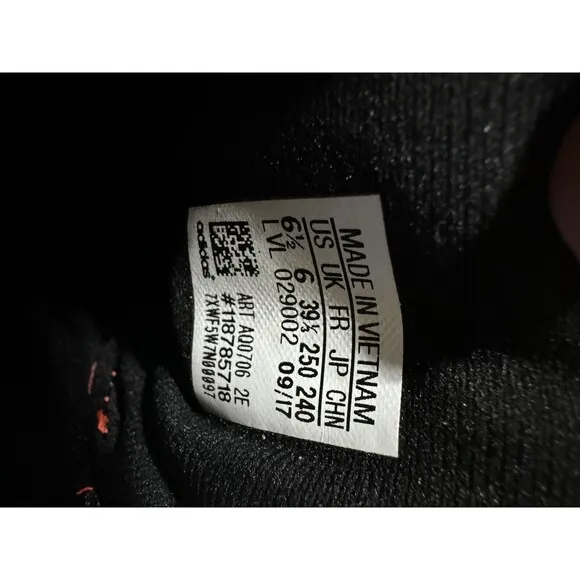 MADE IN VIETNAM
US UK FR JP CHN
6½ 6 39⅓ 250 240
LVL 029002 09/17
ART AQ0706 2E
#118785718
7XWF5W7N00097
adidas